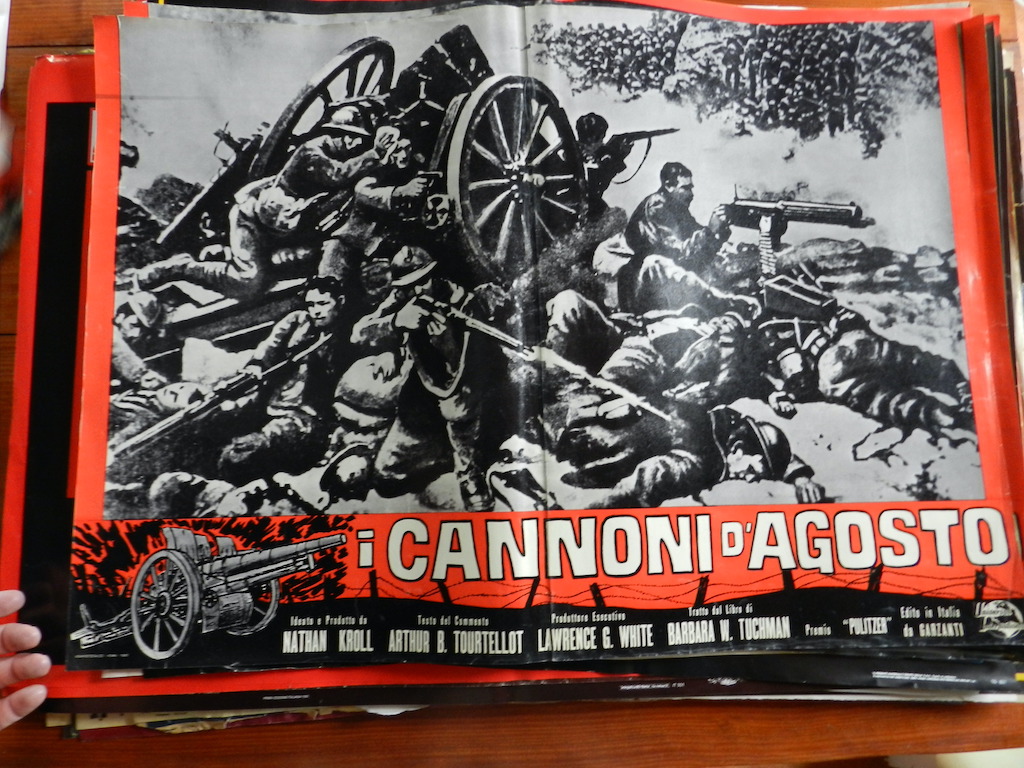 i CANNONI D'AGOSTO
Ideato e Prodotto da
NATHAN KROLL
Testo del Commento
ARTHUR B. TOURTELLOT
Produttore Esecutivo
LAWRENCE G. WHITE
Tratto dal Libro di
BARBARA W. TUCHMAN
Premio "PULITZER"
Edito in Italia
da GARZANTI